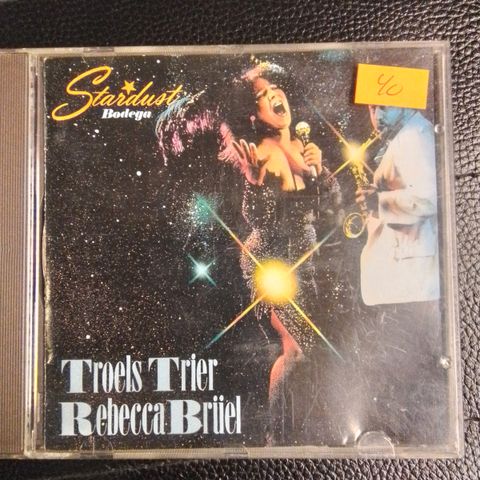 Stardust
Bodega
40
Troels Trier
Rebecca Brüel